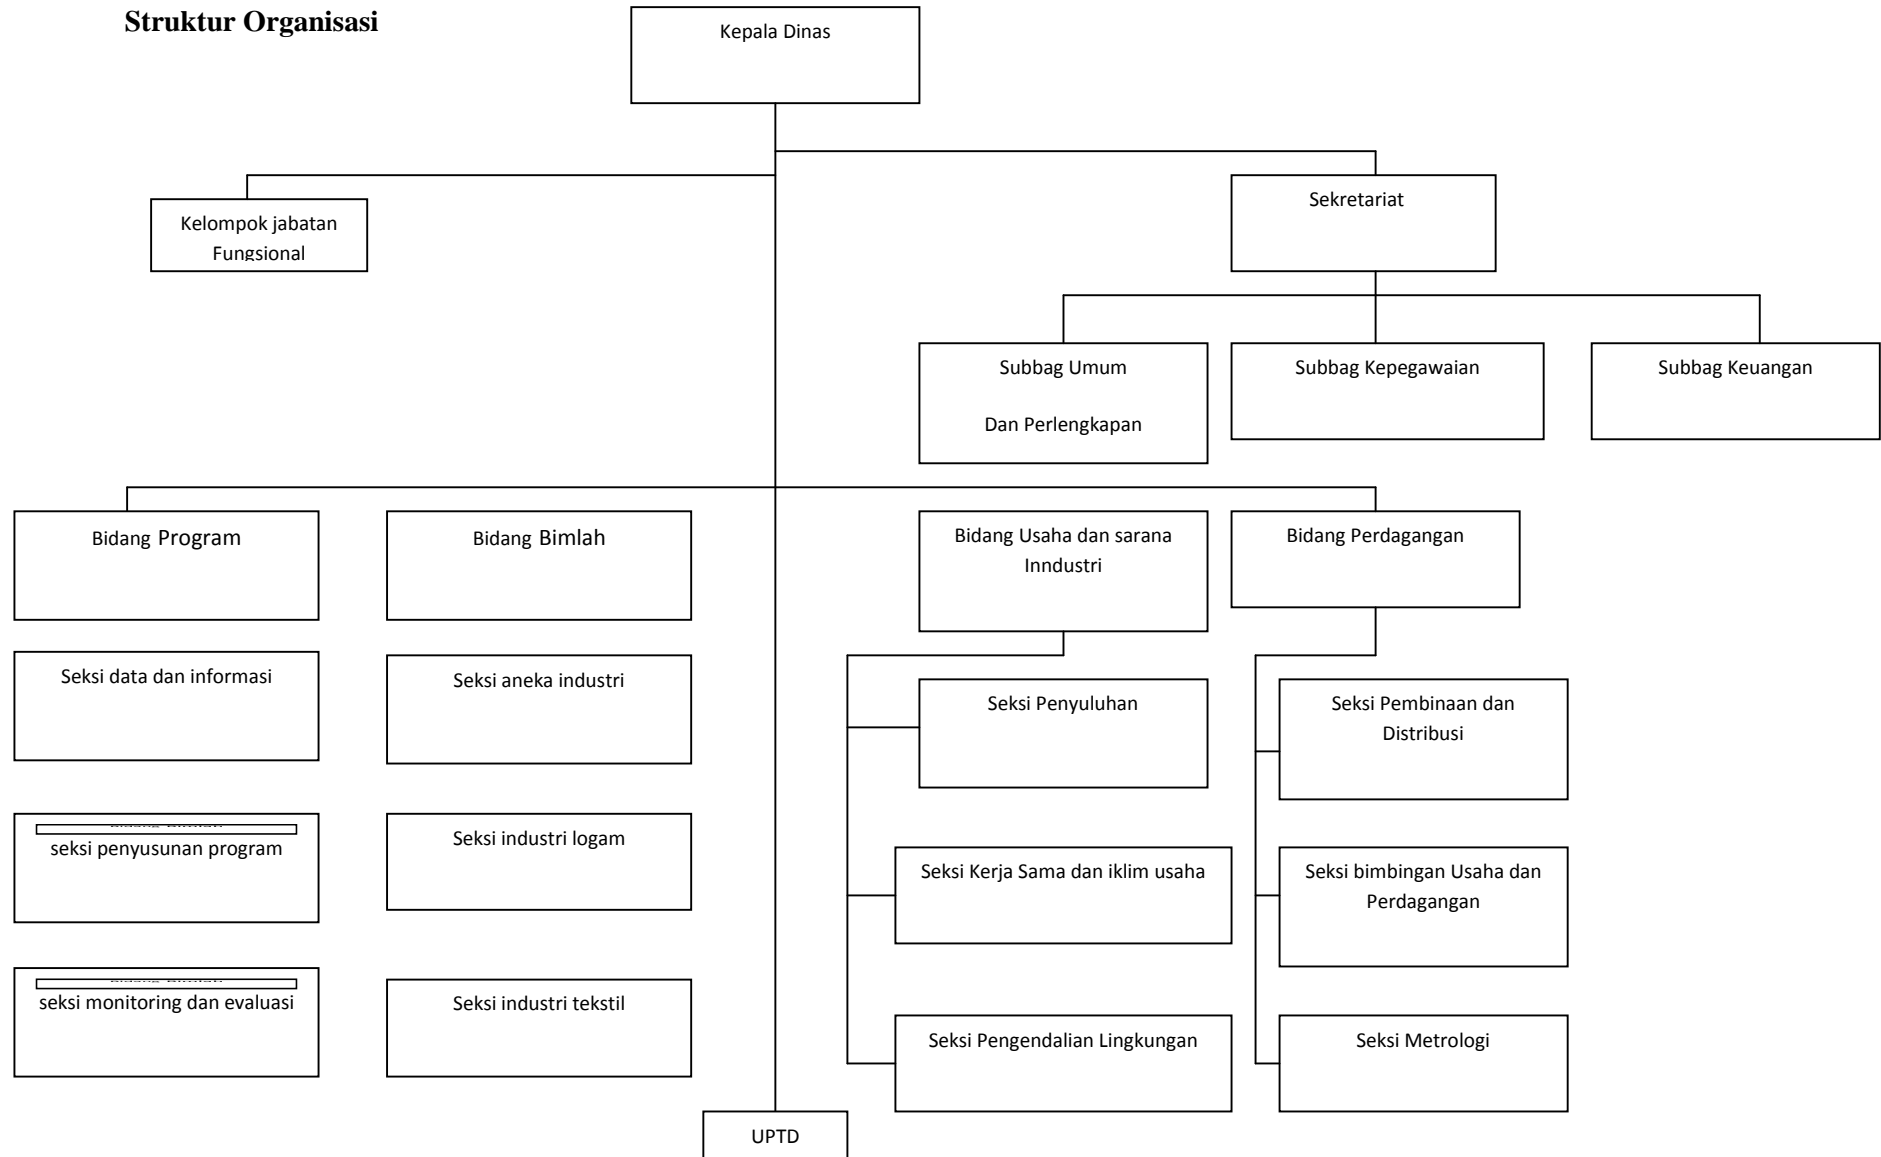 Struktur Organisasi
Kepala Dinas
Kelompok jabatan
Fungsional
Sekretariat
Subbag Umum
Dan Perlengkapan
Subbag Kepegawaian
Subbag Keuangan
Bidang Program
Bidang Bimlah
Bidang Usaha dan sarana
Inndustri
Bidang Perdagangan
Seksi data dan informasi
Seksi aneka industri
Seksi Penyuluhan
Seksi Pembinaan dan
Distribusi
seksi penyusunan program
Seksi industri logam
Seksi Kerja Sama dan iklim usaha
Seksi bimbingan Usaha dan
Perdagangan
seksi monitoring dan evaluasi
Seksi industri tekstil
Seksi Pengendalian Lingkungan
Seksi Metrologi
UPTD